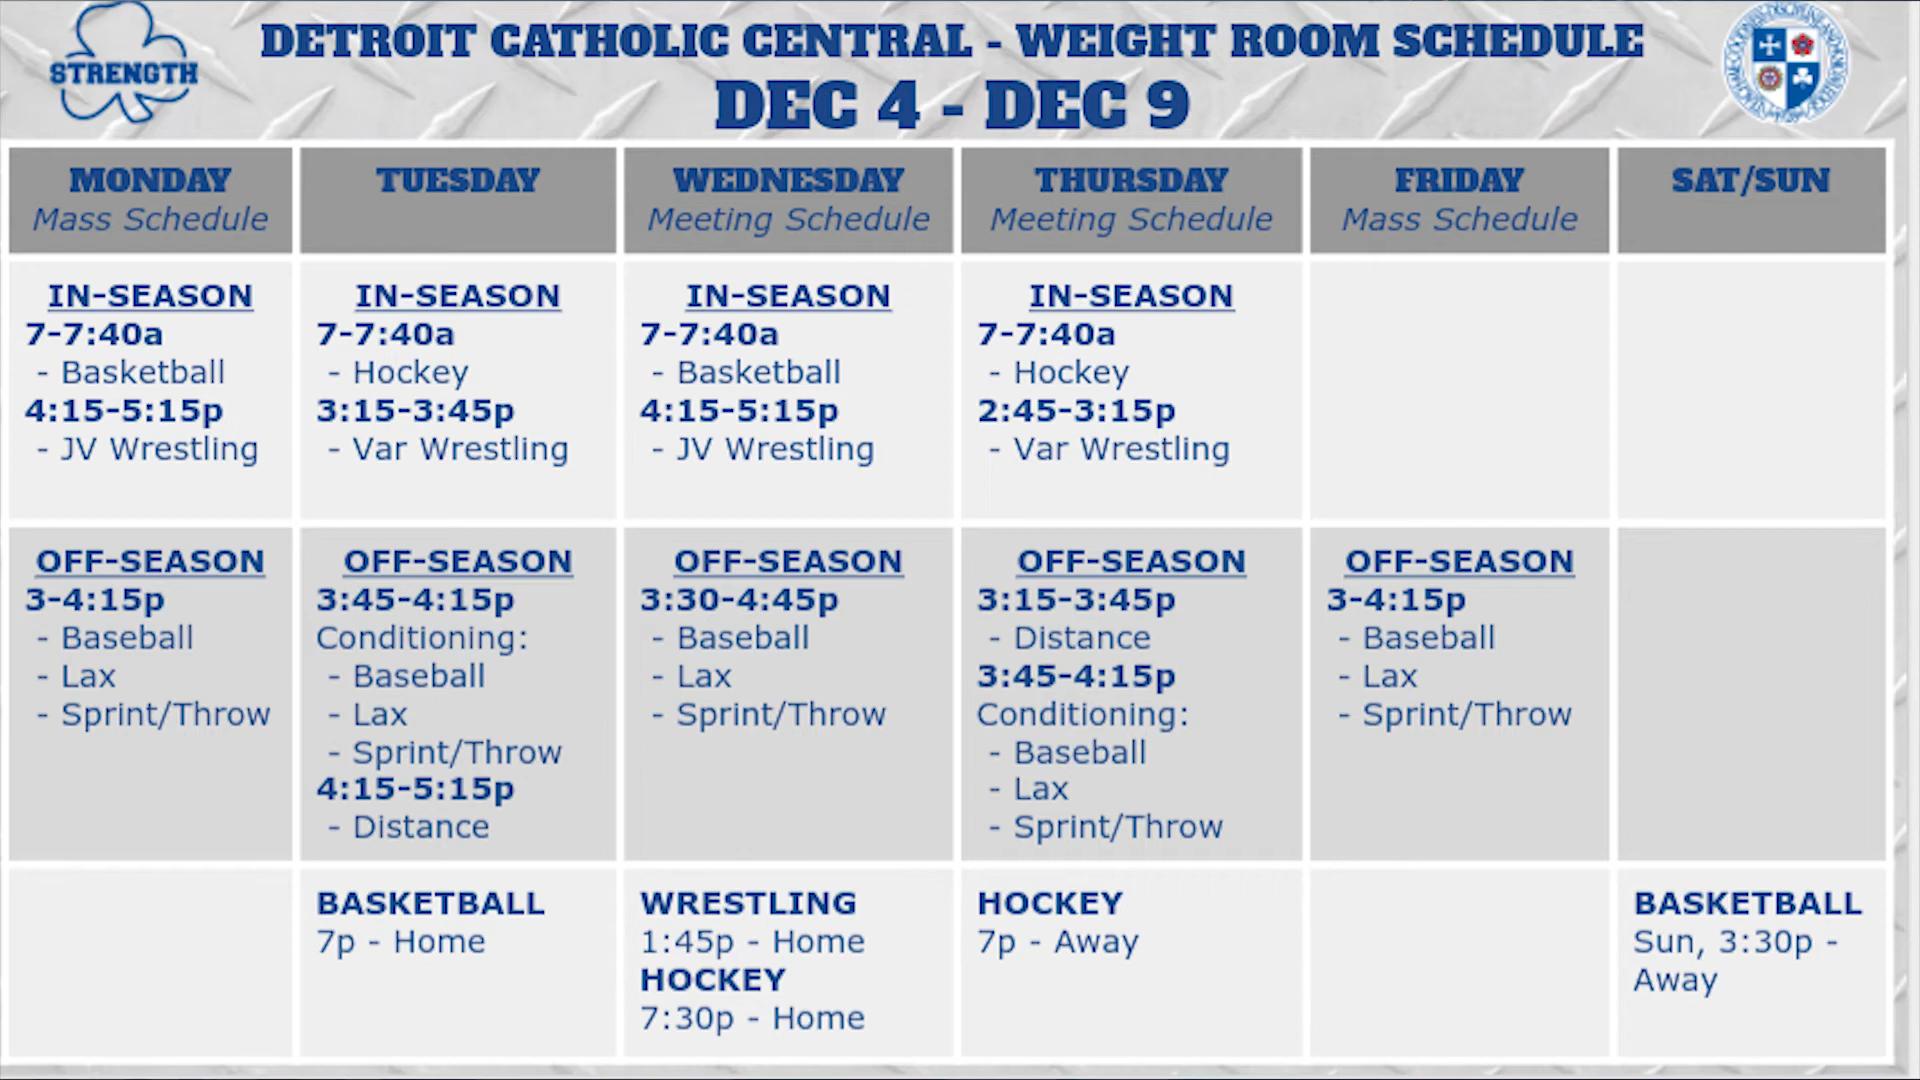 STRENGTH
DETROIT CATHOLIC CENTRAL - WEIGHT ROOM SCHEDULE
DEC 4 - DEC 9
MONDAY
Mass Schedule
TUESDAY
WEDNESDAY
Meeting Schedule
THURSDAY
Meeting Schedule
FRIDAY
Mass Schedule
SAT/SUN
IN-SEASON
7-7:40a
- Basketball
4:15-5:15p
- JV Wrestling
IN-SEASON
7-7:40a
- Hockey
3:15-3:45p
- Var Wrestling
IN-SEASON
7-7:40a
- Basketball
4:15-5:15p
- JV Wrestling
IN-SEASON
7-7:40a
- Hockey
2:45-3:15p
- Var Wrestling
OFF-SEASON
3-4:15p
- Baseball
- Lax
- Sprint/Throw
OFF-SEASON
3:45-4:15p
Conditioning:
- Baseball
- Lax
- Sprint/Throw
4:15-5:15p
- Distance
OFF-SEASON
3:30-4:45p
- Baseball
- Lax
- Sprint/Throw
OFF-SEASON
3:15-3:45p
- Distance
3:45-4:15p
Conditioning:
- Baseball
- Lax
- Sprint/Throw
OFF-SEASON
3-4:15p
- Baseball
- Lax
- Sprint/Throw
BASKETBALL
7p - Home
WRESTLING
1:45p - Home
HOCKEY
7:30p - Home
HOCKEY
7p - Away
BASKETBALL
Sun, 3:30p -
Away